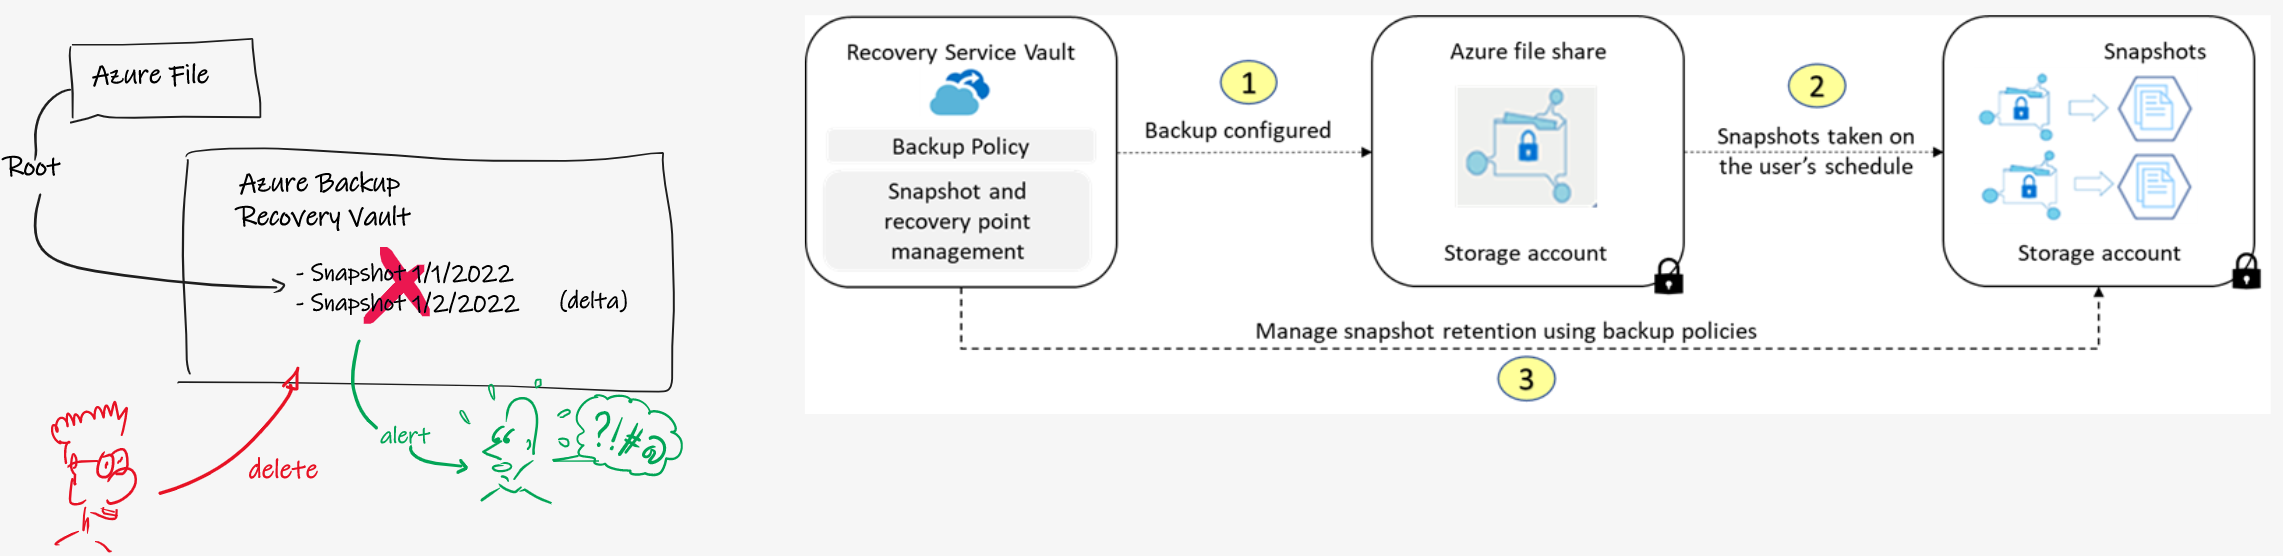 Azure File
Root
Azure Backup
Recovery Vault
- Snapshot 1/1/2022
- Snapshot 1/2/2022 (delta)
alert
?!#@
delete
Recovery Service Vault
Backup Policy
Snapshot and
recovery point
management
1
Backup configured
Azure file share
Storage account
2
Snapshots taken on
the user's schedule
Snapshots
Storage account
Manage snapshot retention using backup policies
3